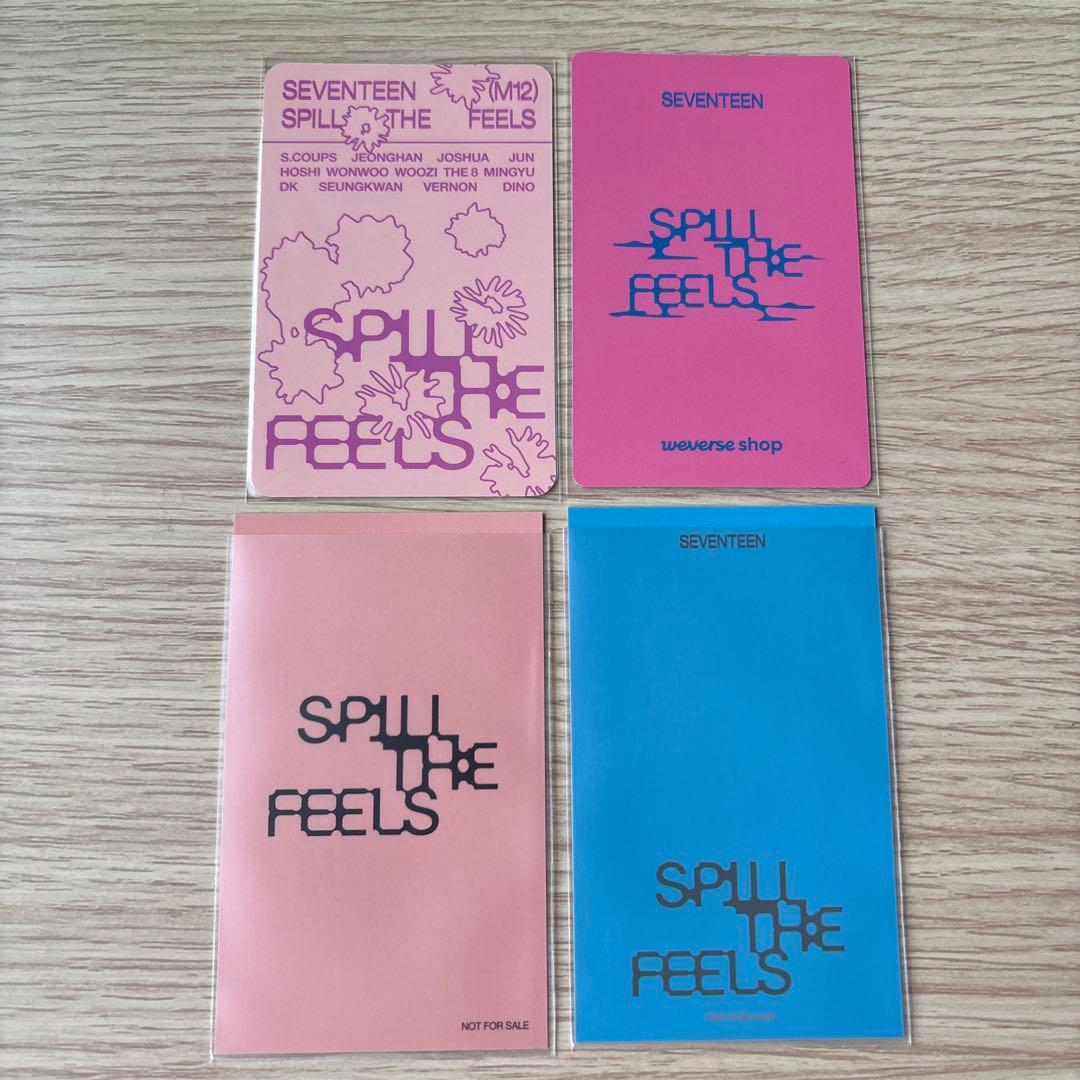 SEVENTEEN (M12)
SPILL THE FEELS
S.COUPS JEONGHAN JOSHUA JUN
HOSHI WONWOO WOOZI THE 8 MINGYU
DK SEUNGKWAN VERNON DINO
SPILL
THE
FEELS
SEVENTEEN
SPILL
THE
FEELS
weverse shop
SPILL
THE
FEELS
NOT FOR SALE
SEVENTEEN
SPILL
THE
FEELS